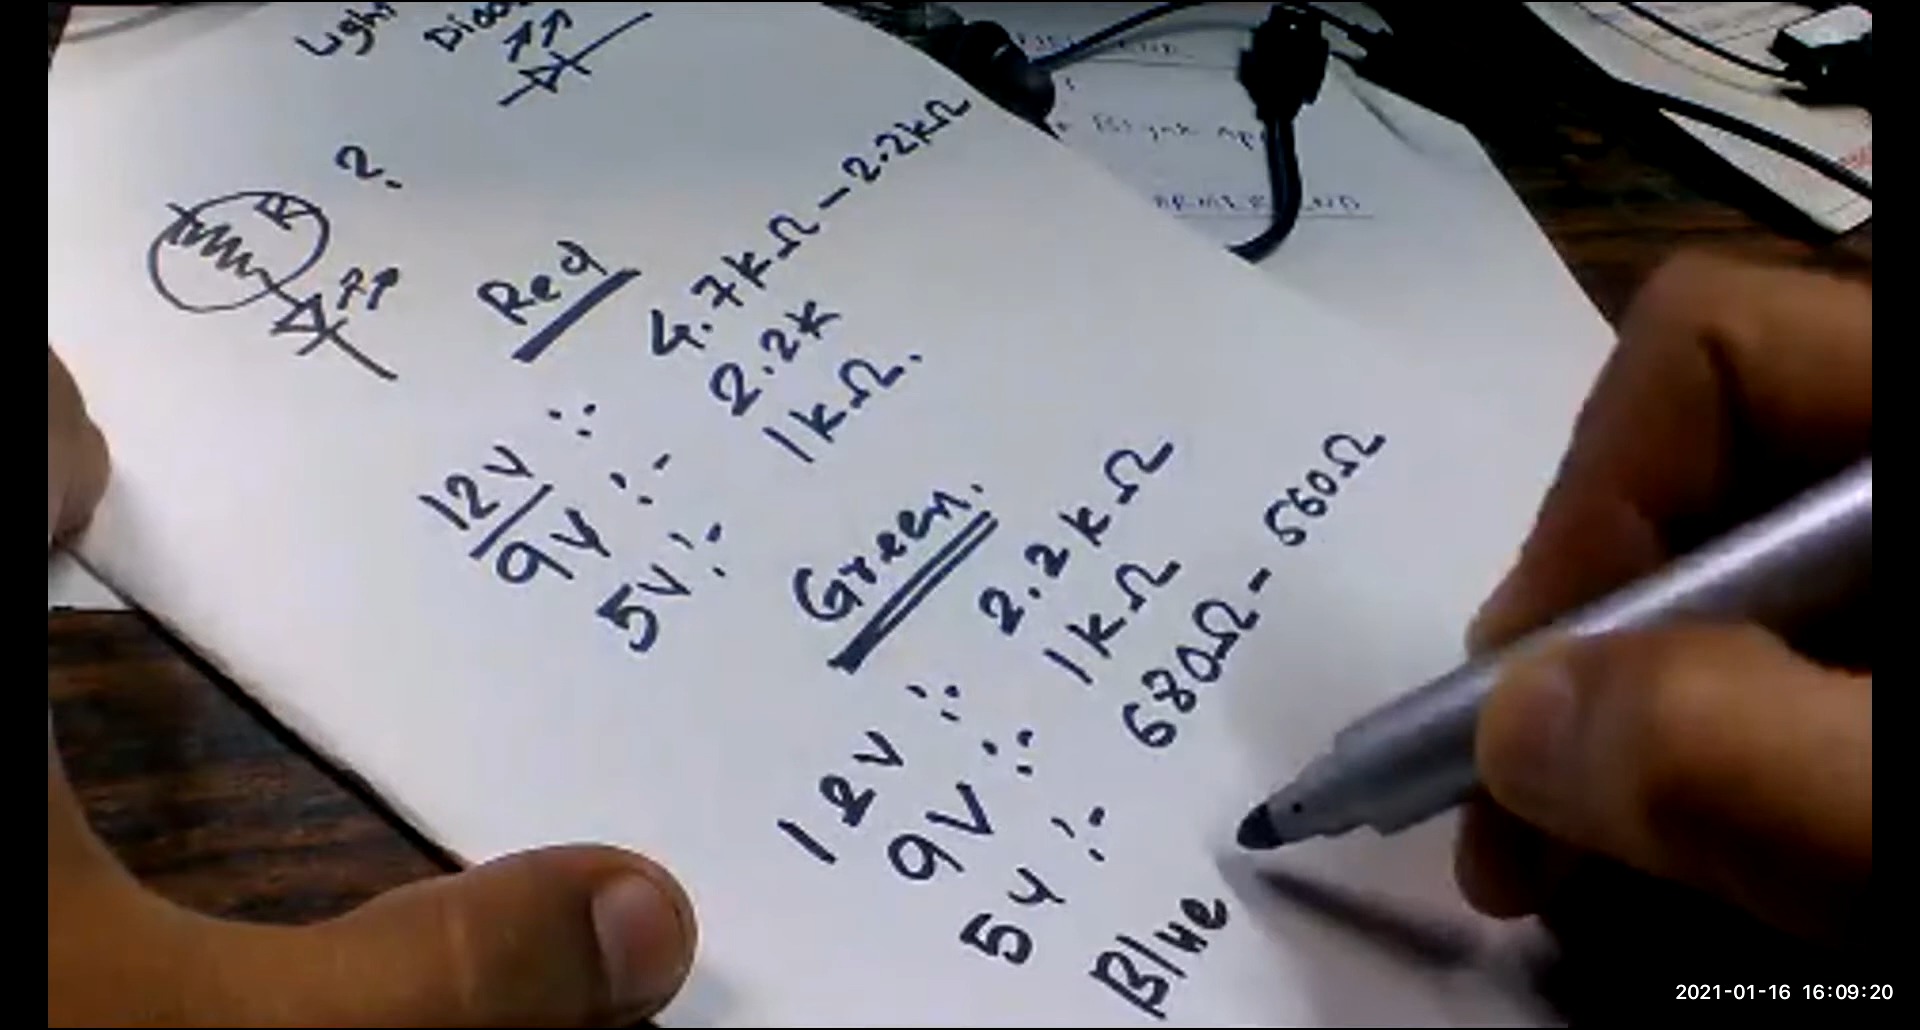 Light
R
2.
Red
12V :- 4.7kΩ - 2.2kΩ
9V :- 2.2k
5V :- 1kΩ.
Green.
12V :- 2.2kΩ
9V :- 1kΩ
5V :- 680Ω - 560Ω
Blue
2021-01-16 16:09:20